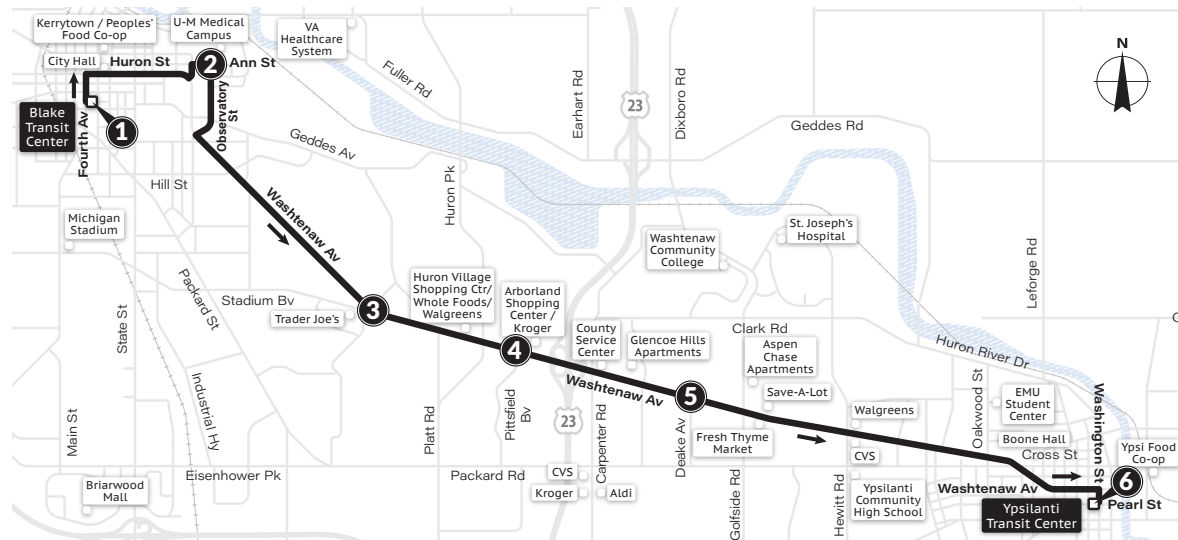 Kerrytown / Peoples'
Food Co-op
U-M Medical
Campus
VA
Healthcare
System
City Hall
Huron St
2
Ann St
Blake
Transit
Center
1
Fourth Av
Observatory
St
Fuller Rd
Geddes Av
Earhart Rd
23
Dixboro Rd
Geddes Rd
N
Hill St
Huron Pk
Michigan
Stadium
Washtenaw Av
Washtenaw
Community
College
St. Joseph's
Hospital
Leforge Rd
Packard St
State St
Stadium Bv
Trader Joe's
3
Huron Village
Shopping Ctr/
Whole Foods/
Walgreens
Arborland
Shopping
Center /
Kroger
4
County
Service
Center
Glencoe Hills
Apartments
Clark Rd
Aspen
Chase
Apartments
Save-A-Lot
Huron River Dr
Washtenaw Av
5
Fresh Thyme
Market
Walgreens
CVS
Oakwood St
EMU
Student
Center
Boone Hall
Cross St
Washington St
Ypsi Food
Co-op
Main St
Industrial Hy
Platt Rd
Pittsfield
Bv
23
Carpenter Rd
Deake Av
Golfside Rd
Hewitt Rd
Eisenhower Pk
Packard Rd
Briarwood
Mall
CVS
Kroger
Aldi
Ypsilanti
Community
High School
Washtenaw Av
6
Pearl St
Ypsilanti
Transit Center